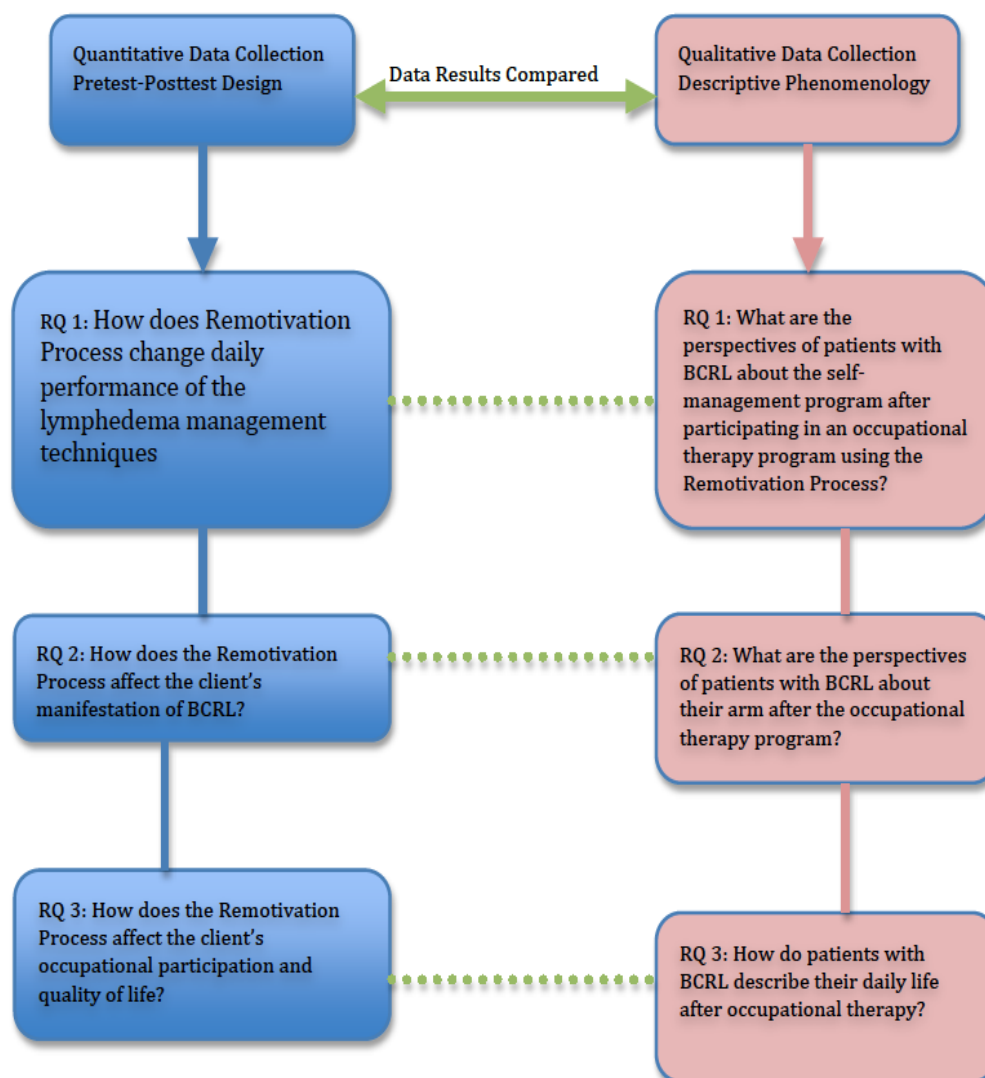 Quantitative Data Collection
Pretest-Posttest Design
Data Results Compared
Qualitative Data Collection
Descriptive Phenomenology
RQ 1: How does Remotivation
Process change daily
performance of the
lymphedema management
techniques
RQ 1: What are the
perspectives of patients with
BCRL about the self-
management program after
participating in an occupational
therapy program using the
Remotivation Process?
RQ 2: How does the Remotivation
Process affect the client's
manifestation of BCRL?
RQ 2: What are the perspectives
of patients with BCRL about
their arm after the occupational
therapy program?
RQ 3: How does the Remotivation
Process affect the client's
occupational participation and
quality of life?
RQ 3: How do patients with
BCRL describe their daily life
after occupational therapy?